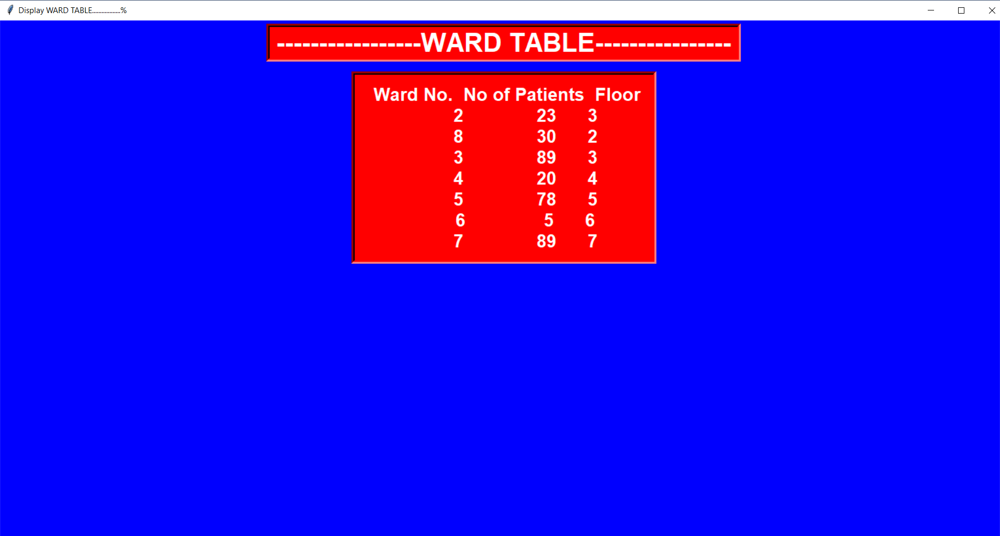 Display WARD TABLE..................%
-----------------WARD TABLE----------------
Ward No. No of Patients Floor
2 23 3
8 30 2
3 89 3
4 20 4
5 78 5
6 5 6
7 89 7